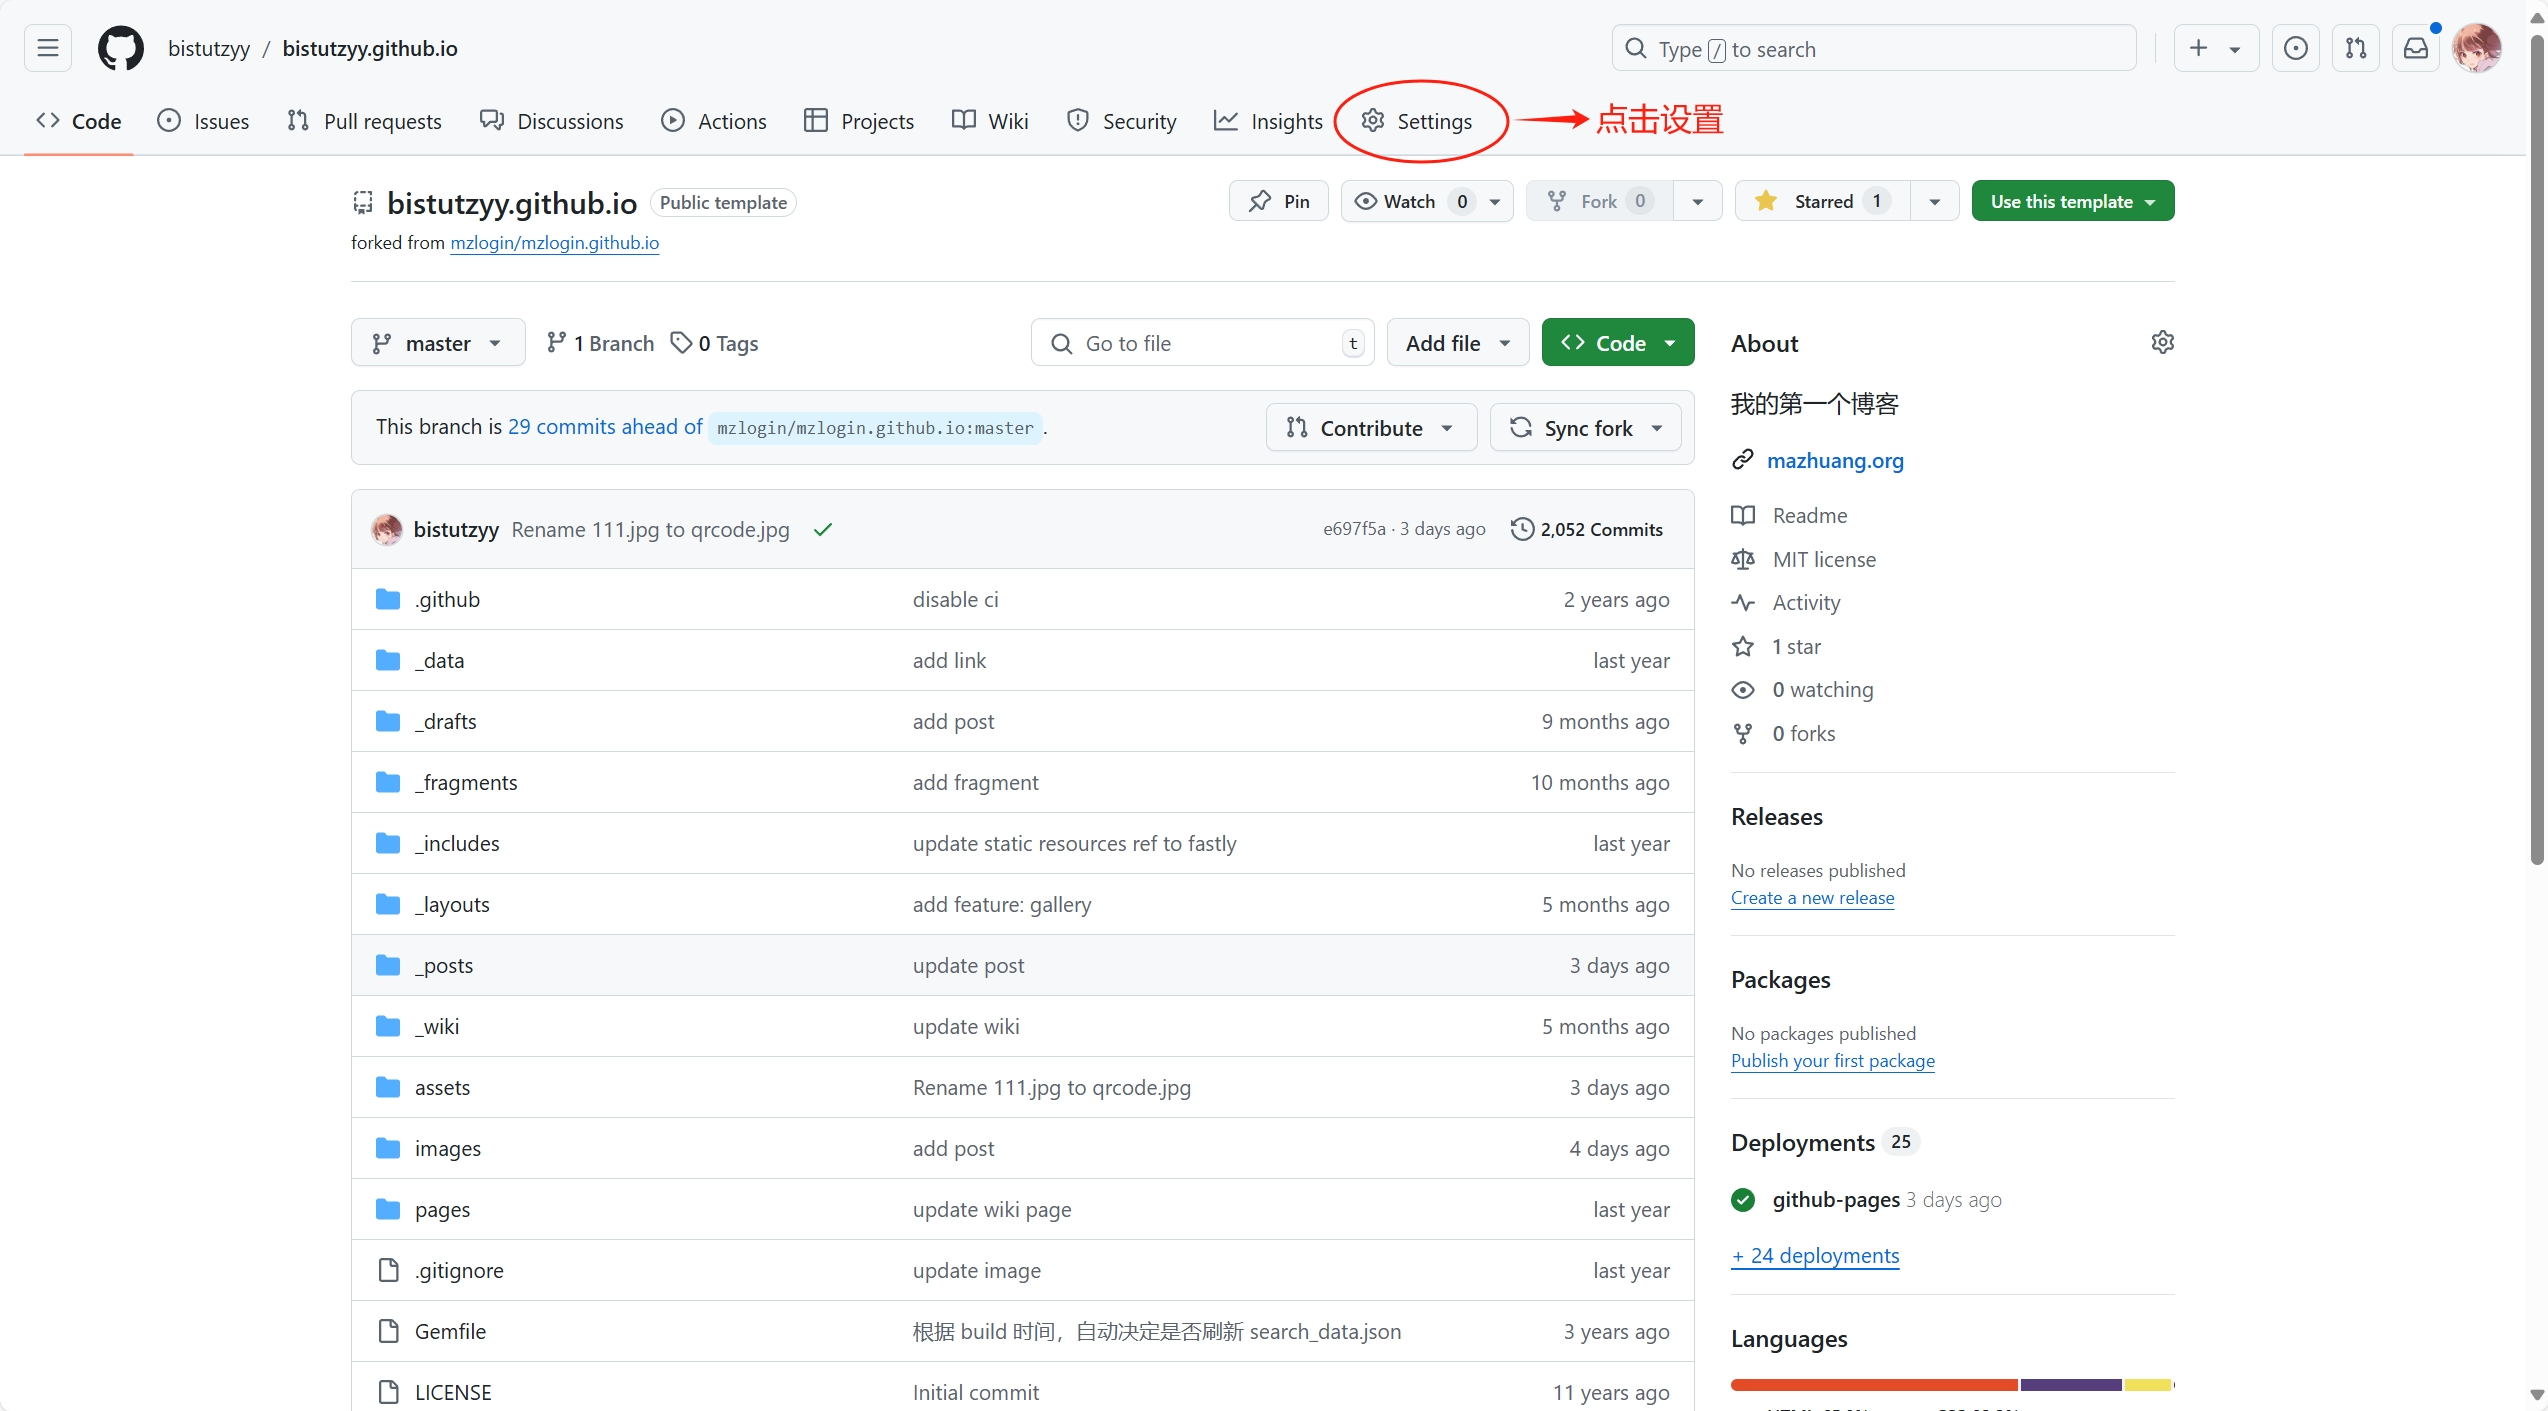 bistutzyy / bistutzyy.github.io
Type / to search
Code Issues Pull requests Discussions Actions Projects Wiki Security Insights Settings 点击设置
bistutzyy.github.io Public template
Pin Watch 0 Fork 0 Starred 1 Use this template
forked from mzlogin/mzlogin.github.io
master 1 Branch 0 Tags Go to file t Add file Code
This branch is 29 commits ahead of mzlogin/mzlogin.github.io:master .
Contribute Sync fork
bistutzyy Rename 111.jpg to qrcode.jpg e697f5a · 3 days ago 2,052 Commits
.github disable ci 2 years ago
_data add link last year
_drafts add post 9 months ago
_fragments add fragment 10 months ago
_includes update static resources ref to fastly last year
_layouts add feature: gallery 5 months ago
_posts update post 3 days ago
_wiki update wiki 5 months ago
assets Rename 111.jpg to qrcode.jpg 3 days ago
images add post 4 days ago
pages update wiki page last year
.gitignore update image last year
Gemfile 根据 build 时间，自动决定是否刷新 search_data.json 3 years ago
LICENSE Initial commit 11 years ago
About
我的第一个博客
mazhuang.org
Readme
MIT license
Activity
1 star
0 watching
0 forks
Releases
No releases published
Create a new release
Packages
No packages published
Publish your first package
Deployments 25
github-pages 3 days ago
+ 24 deployments
Languages